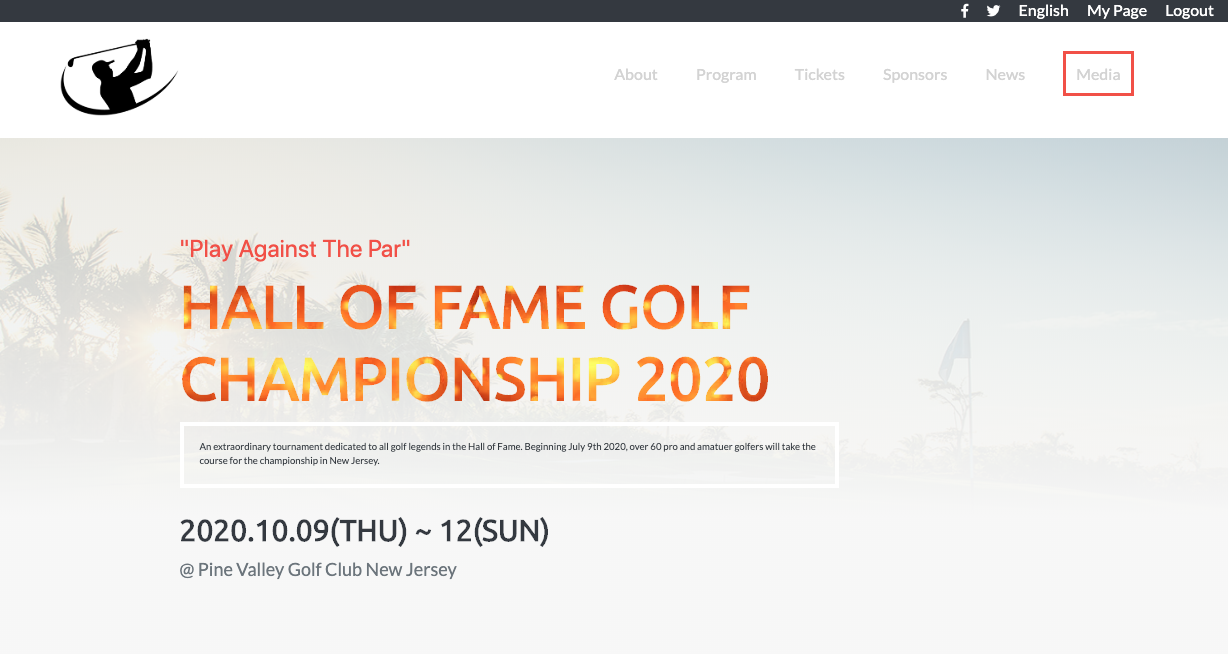 English My Page Logout
About Program Tickets Sponsors News Media
"Play Against The Par"
HALL OF FAME GOLF
CHAMPIONSHIP 2020
An extraordinary tournament dedicated to all golf legends in the Hall of Fame. Beginning July 9th 2020, over 60 pro and amatuer golfers will take the
course for the championship in New Jersey.
2020.10.09(THU) ~ 12(SUN)
@ Pine Valley Golf Club New Jersey